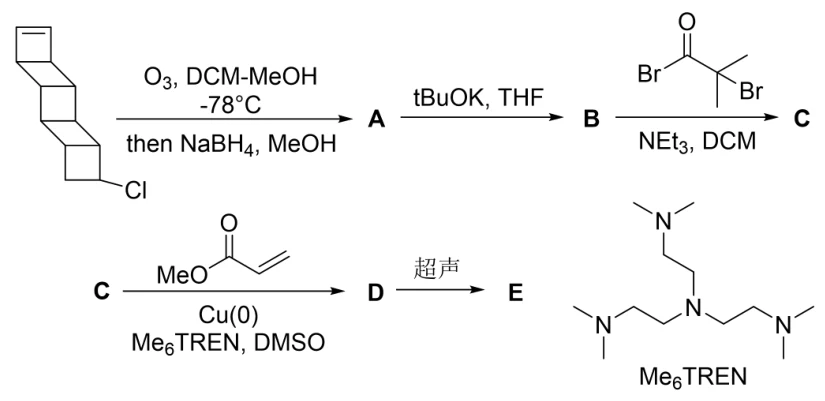 O₃, DCM-MeOH
-78°C
then NaBH₄, MeOH
A
tBuOK, THF
B
O
Br
Br
NEt₃, DCM
C
Cl
C
O
MeO
Cu(0)
Me₆TREN, DMSO
D
超声
E
N
N
N
N
Me₆TREN